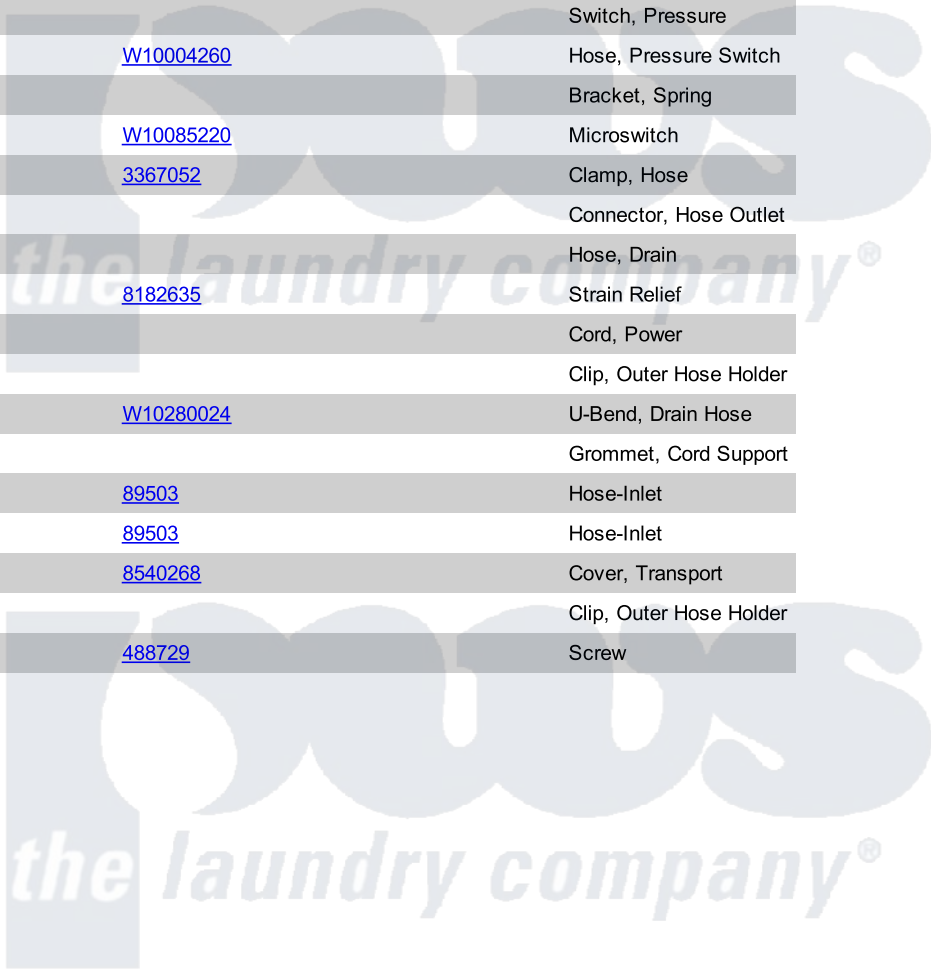 Switch, Pressure
W10004260 Hose, Pressure Switch
Bracket, Spring
W10085220 Microswitch
3367052 Clamp, Hose
Connector, Hose Outlet
Hose, Drain
the laundry company®
8182635 Strain Relief
Cord, Power
Clip, Outer Hose Holder
W10280024 U-Bend, Drain Hose
Grommet, Cord Support
89503 Hose-Inlet
89503 Hose-Inlet
8540268 Cover, Transport
Clip, Outer Hose Holder
488729 Screw
pws
the laundry company®